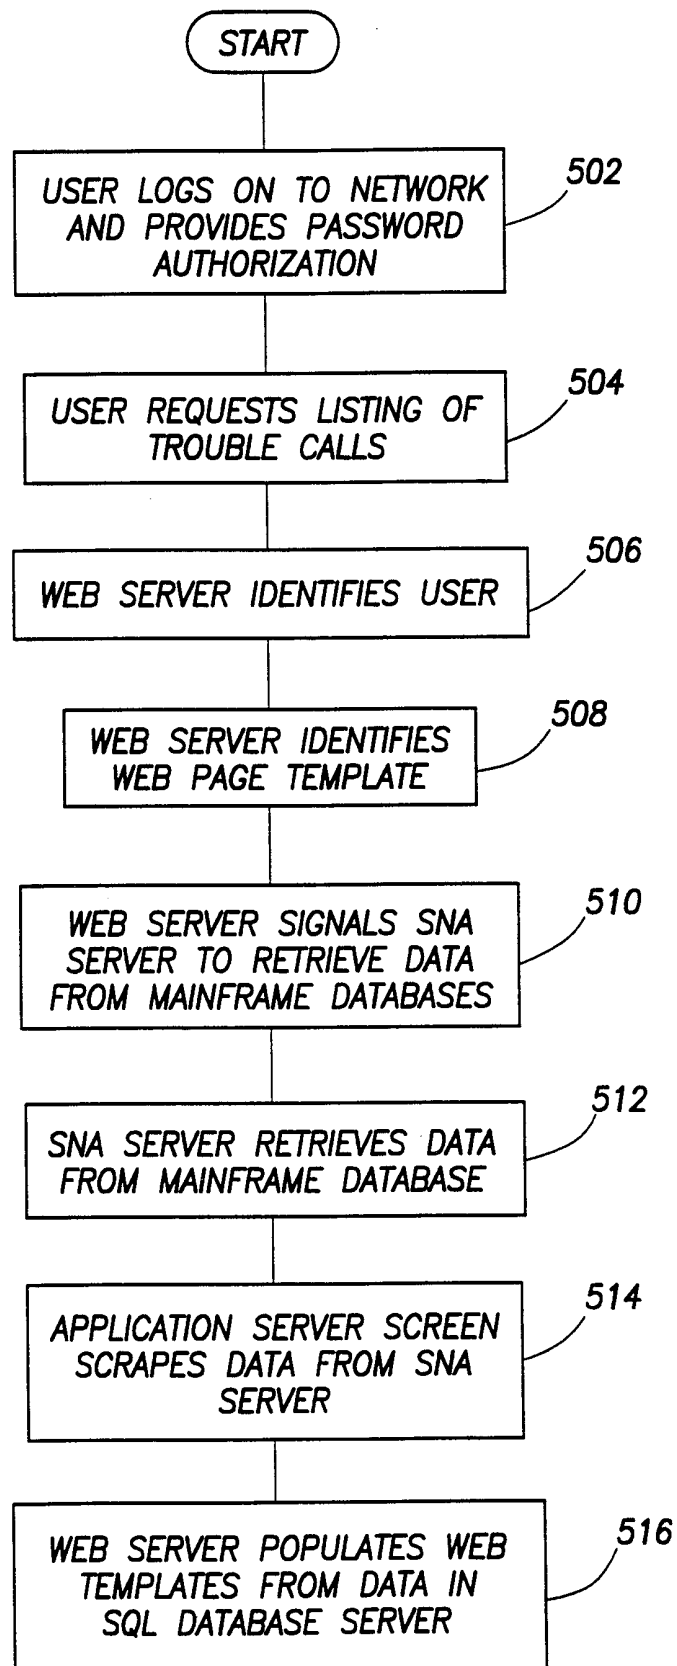 START
502
USER LOGS ON TO NETWORK
AND PROVIDES PASSWORD
AUTHORIZATION
504
USER REQUESTS LISTING OF
TROUBLE CALLS
506
WEB SERVER IDENTIFIES USER
508
WEB SERVER IDENTIFIES
WEB PAGE TEMPLATE
510
WEB SERVER SIGNALS SNA
SERVER TO RETRIEVE DATA
FROM MAINFRAME DATABASES
512
SNA SERVER RETRIEVES DATA
FROM MAINFRAME DATABASE
514
APPLICATION SERVER SCREEN
SCRAPES DATA FROM SNA
SERVER
516
WEB SERVER POPULATES WEB
TEMPLATES FROM DATA IN
SQL DATABASE SERVER